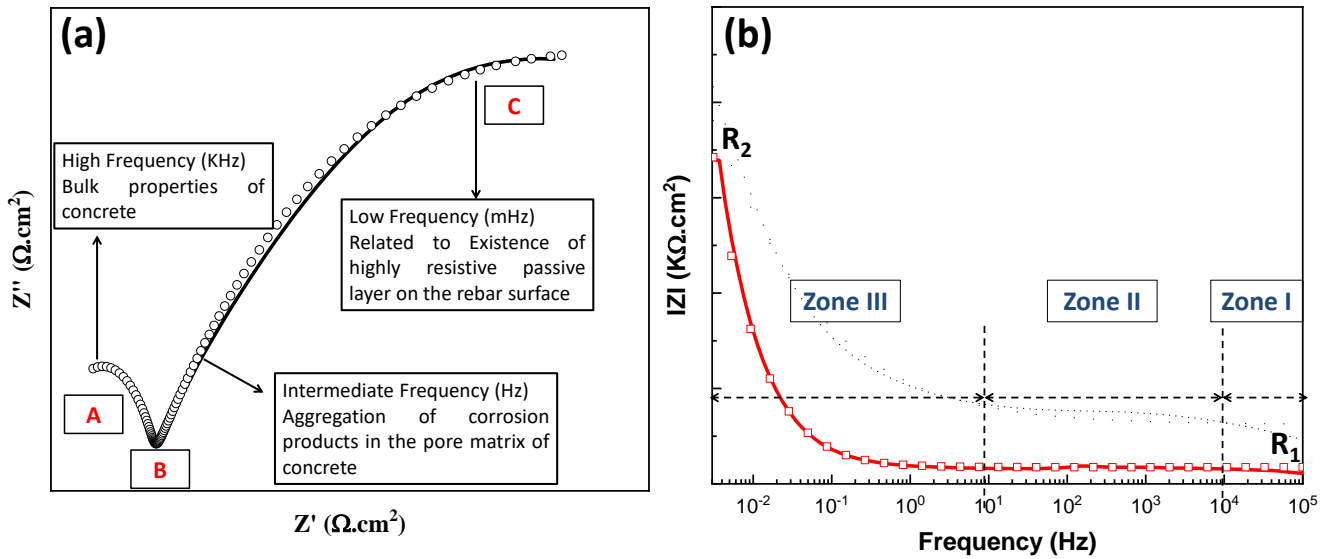 (a)
High Frequency (KHz)
Bulk properties of
concrete
C
Low Frequency (mHz)
Related to Existence of
highly resistive passive
layer on the rebar surface
Intermediate Frequency (Hz)
Aggregation of corrosion
products in the pore matrix of
concrete
A
B
Z'' (Ω.cm²)
Z' (Ω.cm²)
(b)
R₂
Zone III
Zone II
Zone I
R₁
IZI (KΩ.cm²)
10⁻² 10⁻¹ 10⁰ 10¹ 10² 10³ 10⁴ 10⁵
Frequency (Hz)